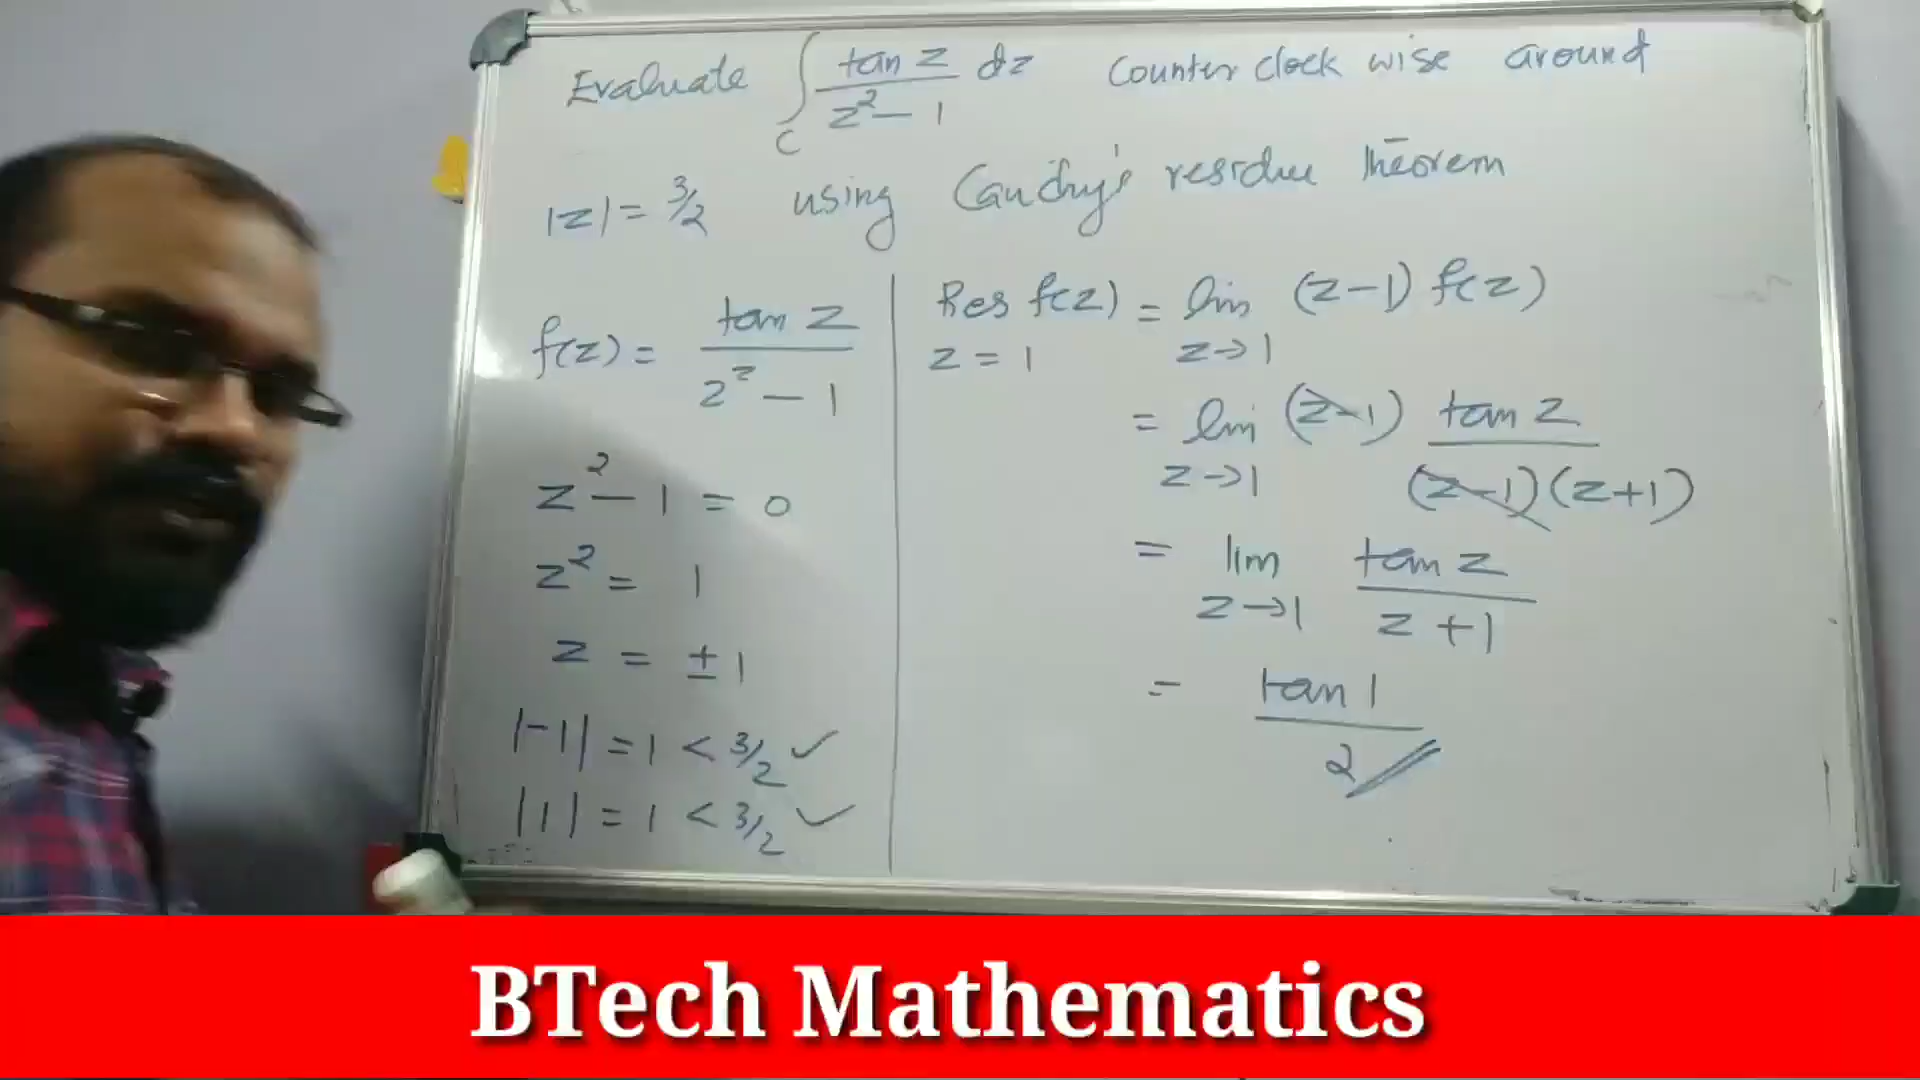 Evaluate ∫_C tan z / z² - 1 dz counter clock wise around
|z| = 3/2 using Cauchy's residue theorem
f(z) = tan z / z² - 1
z² - 1 = 0
z² = 1
z = ± 1
|-1| = 1 < 3/2 ✓
|1| = 1 < 3/2 ✓
Res f(z) = lim (z-1) f(z)
z = 1 z→1
= lim (z-1) tan z / (z-1)(z+1)
z→1
= lim tan z / z + 1
z→1
= tan 1 / 2
BTech Mathematics